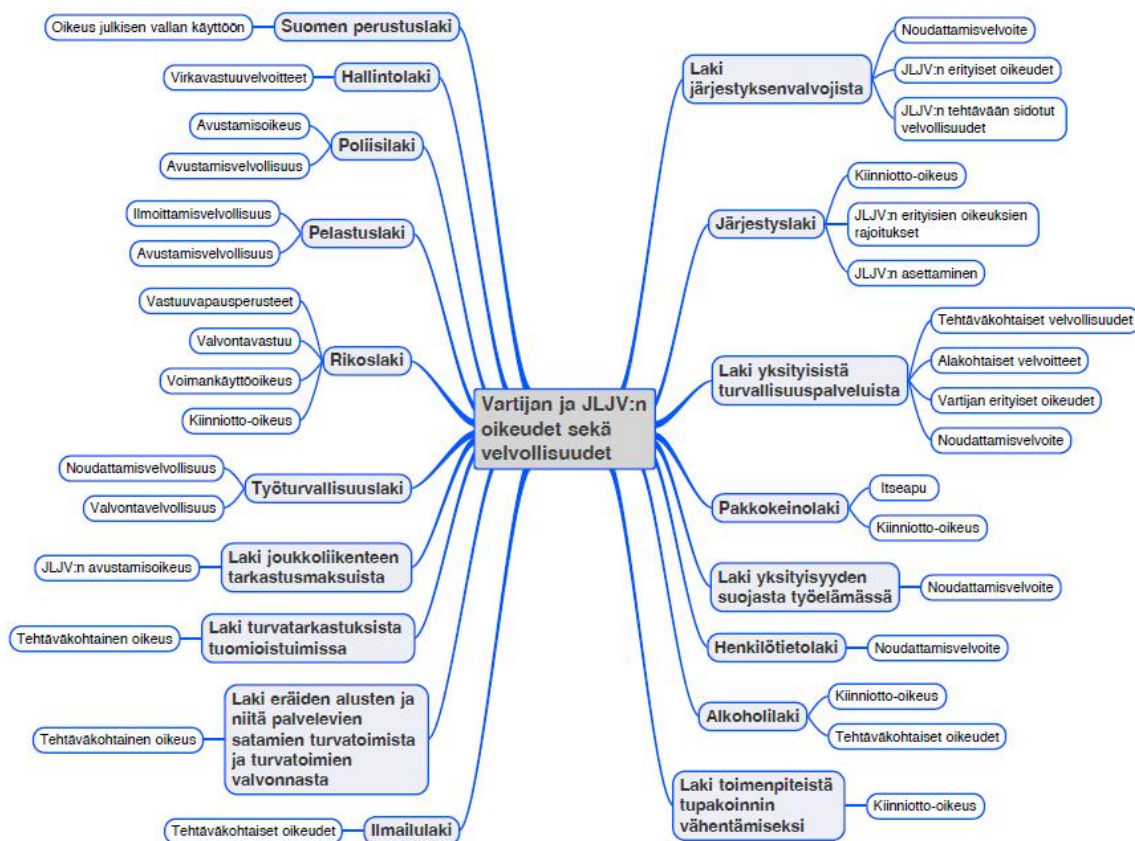 Suomen perustuslaki
Oikeus julkisen vallan käyttöön
Hallintolaki
Virkavastuuvelvoitteet
Poliisilaki
Avustamisoikeus
Avustamisvelvollisuus
Pelastuslaki
Ilmoittamisvelvollisuus
Avustamisvelvollisuus
Rikoslaki
Vastuuvapausperusteet
Valvontavastuu
Voimankäyttöoikeus
Kiinniotto-oikeus
Työturvallisuuslaki
Noudattamisvelvollisuus
Valvontavelvollisuus
Laki joukkoliikenteen
tarkastusmaksuista
JLJV:n avustamisoikeus
Laki turvatarkastuksista
tuomioistuimissa
Tehtäväkohtainen oikeus
Laki eräiden alusten ja
niitä palvelevien
satamien turvatoimista
ja turvatoimien
valvonnasta
Tehtäväkohtainen oikeus
Ilmailulaki
Tehtäväkohtaiset oikeudet
Vartijan ja JLJV:n
oikeudet sekä
velvollisuudet
Laki
järjestyksenvalvojista
Noudattamisvelvoite
JLJV:n erityiset oikeudet
JLJV:n tehtävään sidotut
velvollisuudet
Järjestyslaki
Kiinniotto-oikeus
JLJV:n erityisien oikeuksien
rajoitukset
JLJV:n asettaminen
Laki yksityisistä
turvallisuuspalveluista
Tehtäväkohtaiset velvollisuudet
Alakohtaiset velvoitteet
Vartijan erityiset oikeudet
Noudattamisvelvoite
Pakkokeinolaki
Itseapu
Kiinniotto-oikeus
Laki yksityisyyden
suojasta työelämässä
Noudattamisvelvoite
Henkilötietolaki
Noudattamisvelvoite
Alkoholilaki
Kiinniotto-oikeus
Tehtäväkohtaiset oikeudet
Laki toimenpiteistä
tupakoinnin
vähentämiseksi
Kiinniotto-oikeus